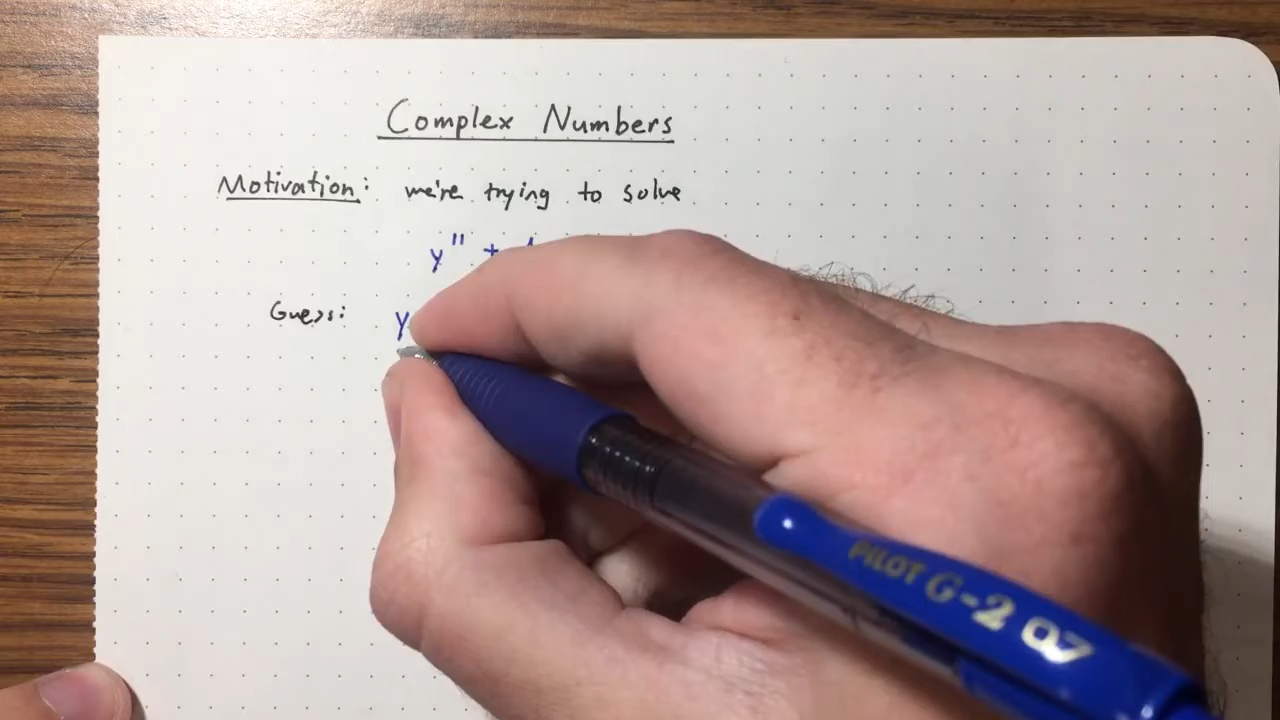 Complex Numbers
Motivation: we're trying to solve
y" +
Guess: y
PILOT G-2 07